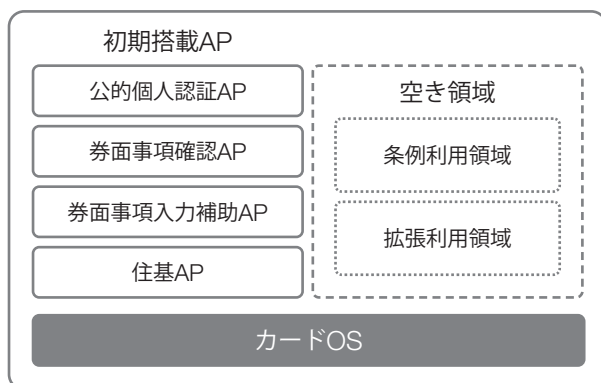 初期搭載AP
公的個人認証AP
券面事項確認AP
券面事項入力補助AP
住基AP
空き領域
条例利用領域
拡張利用領域
カードOS